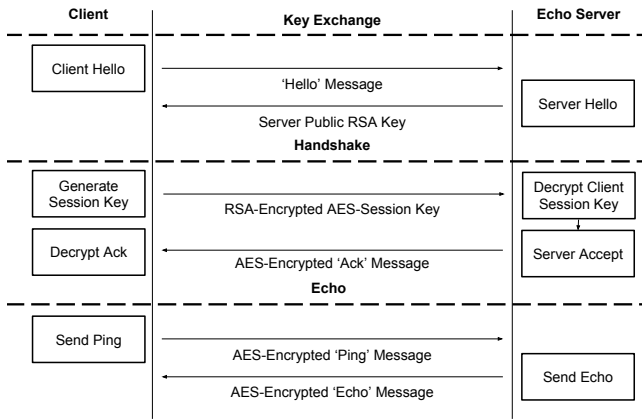 Client
Key Exchange
Echo Server
Client Hello
‘Hello’ Message
Server Hello
Server Public RSA Key
Handshake
Generate
Session Key
RSA-Encrypted AES-Session Key
Decrypt Client
Session Key
Decrypt Ack
AES-Encrypted ‘Ack’ Message
Server Accept
Echo
Send Ping
AES-Encrypted ‘Ping’ Message
Send Echo
AES-Encrypted ‘Echo’ Message